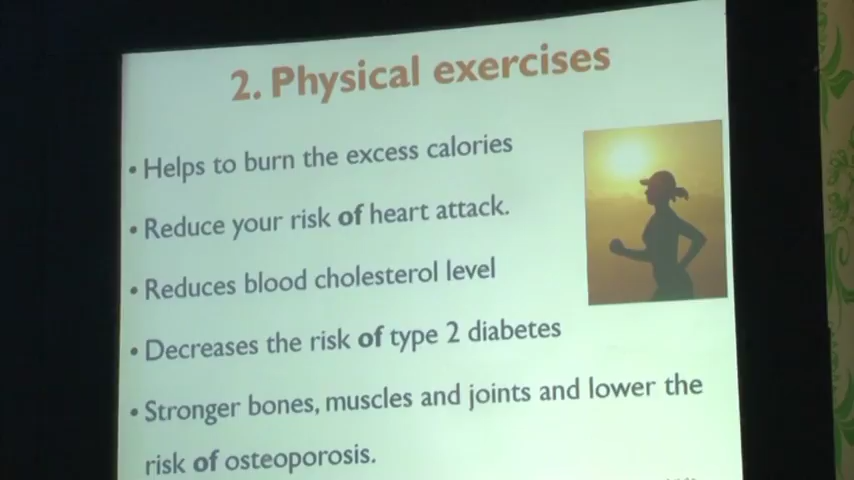 2. Physical exercises
• Helps to burn the excess calories
• Reduce your risk of heart attack.
• Reduces blood cholesterol level
• Decreases the risk of type 2 diabetes
• Stronger bones, muscles and joints and lower the
risk of osteoporosis.